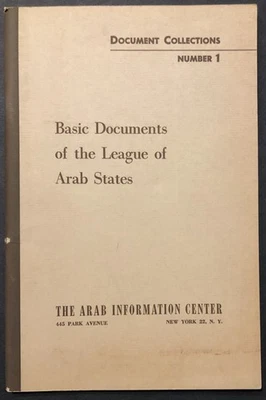 DOCUMENT COLLECTIONS
NUMBER 1
Basic Documents
of the League of
Arab States
THE ARAB INFORMATION CENTER
445 PARK AVENUE NEW YORK 22, N. Y.